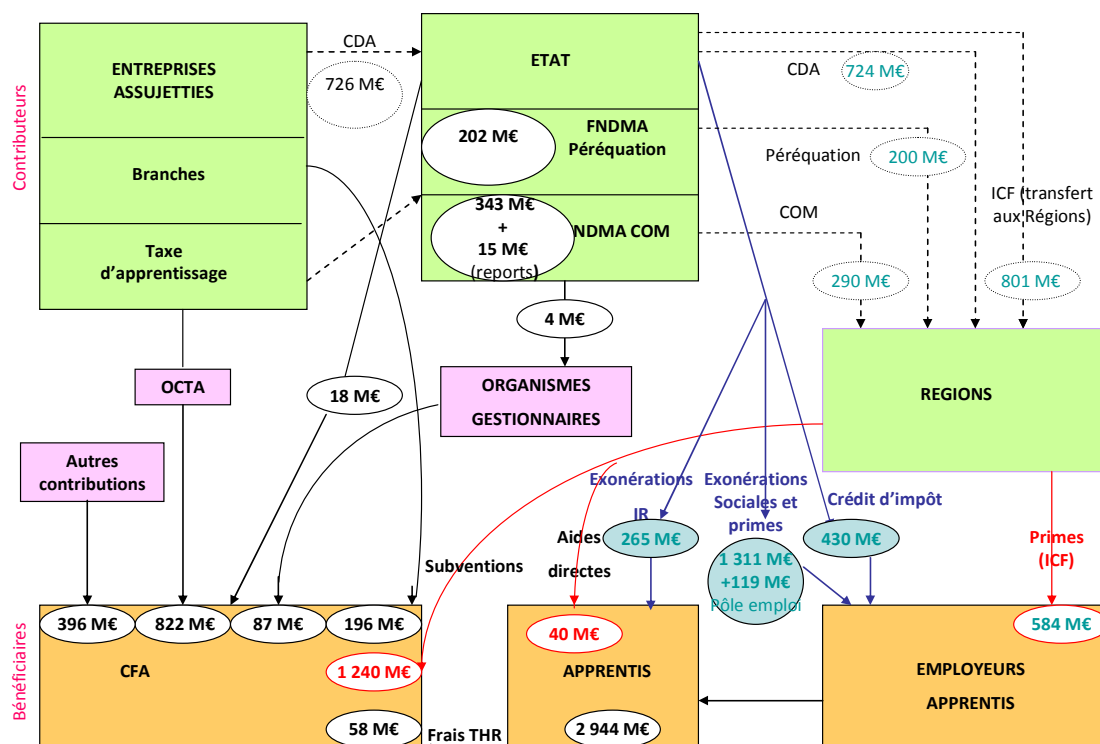 Contributeurs
ENTREPRISES
ASSUJETTIES
Branches
Taxe
d’apprentissage
CDA
726 M€
ETAT
202 M€
FNDMA
Péréquation
343 M€
+
15 M€
(reports)
NDMA COM
CDA
724 M€
Péréquation
200 M€
COM
ICF (transfert
aux Régions)
290 M€
801 M€
4 M€
OCTA
18 M€
ORGANISMES
GESTIONNAIRES
REGIONS
Autres
contributions
Exonérations
IR
265 M€
Exonérations
Sociales et
primes
1 311 M€
+119 M€
Pôle emploi
Crédit d’impôt
430 M€
Primes
(ICF)
Aides
directes
Subventions
Bénéficiaires
396 M€
822 M€
87 M€
196 M€
1 240 M€
CFA
58 M€
Frais THR
40 M€
APPRENTIS
2 944 M€
584 M€
EMPLOYEURS
APPRENTIS